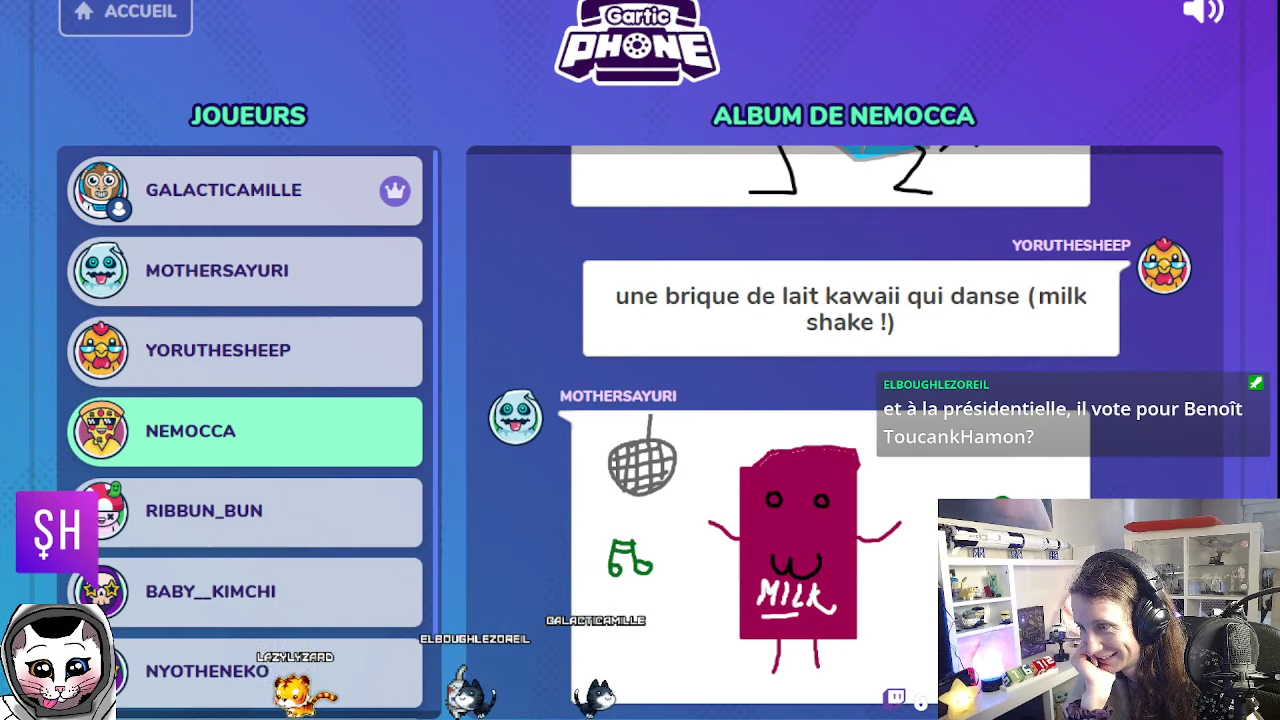 ACCUEIL
Gartic
PHONE
JOUEURS
ALBUM DE NEMOCCA
GALACTICAMILLE
MOTHERSAYURI
YORUTHESHEEP
NEMOCCA
RIBBUN_BUN
BABY__KIMCHI
NYOTHENEKO
YORUTHESHEEP
une brique de lait kawaii qui danse (milk
shake !)
MOTHERSAYURI
ELBOUGHLEZOREIL
et à la présidentielle, il vote pour Benoît
ToucankHamon?
MILK
SH
GALACTICAMILLE
ELBOUGHLEZOREIL
LAZYLYZARD
6